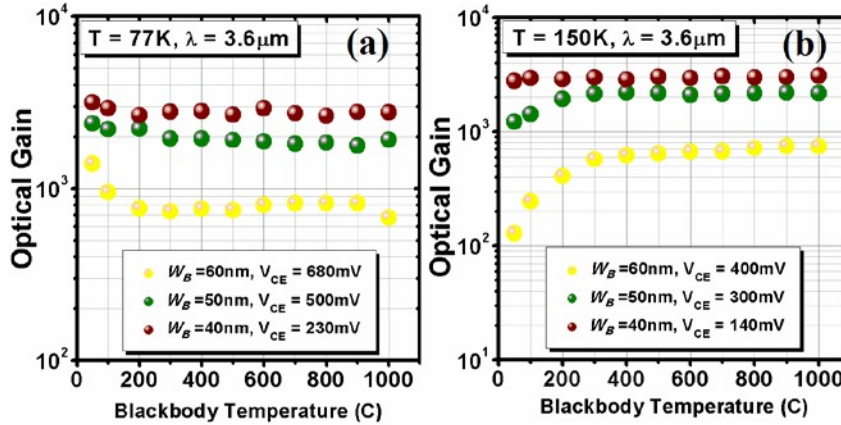 T = 77K, λ = 3.6μm
(a)
10⁴
10³
10²
Optical Gain
W_B=60nm, V_CE = 680mV
W_B=50nm, V_CE = 500mV
W_B=40nm, V_CE = 230mV
0 200 400 600 800 1000
Blackbody Temperature (C)
T = 150K, λ = 3.6μm
(b)
10⁴
10³
10²
10¹
Optical Gain
W_B=60nm, V_CE = 400mV
W_B=50nm, V_CE = 300mV
W_B=40nm, V_CE = 140mV
0 200 400 600 800 1000
Blackbody Temperature (C)